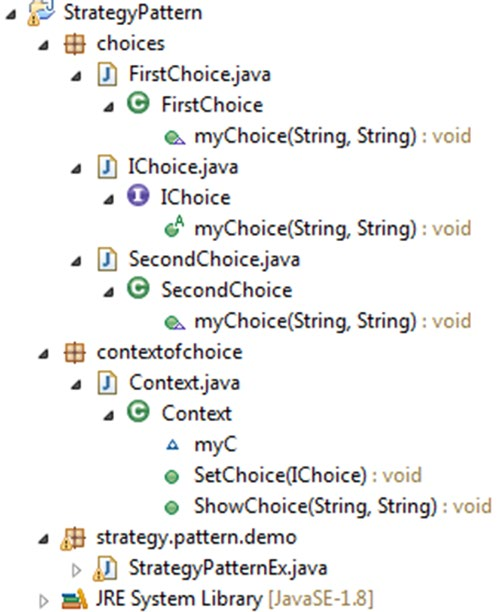 StrategyPattern
choices
FirstChoice.java
FirstChoice
myChoice(String, String) : void
IChoice.java
IChoice
myChoice(String, String) : void
SecondChoice.java
SecondChoice
myChoice(String, String) : void
contextofchoice
Context.java
Context
myC
SetChoice(IChoice) : void
ShowChoice(String, String) : void
strategy.pattern.demo
StrategyPatternEx.java
JRE System Library [JavaSE-1.8]